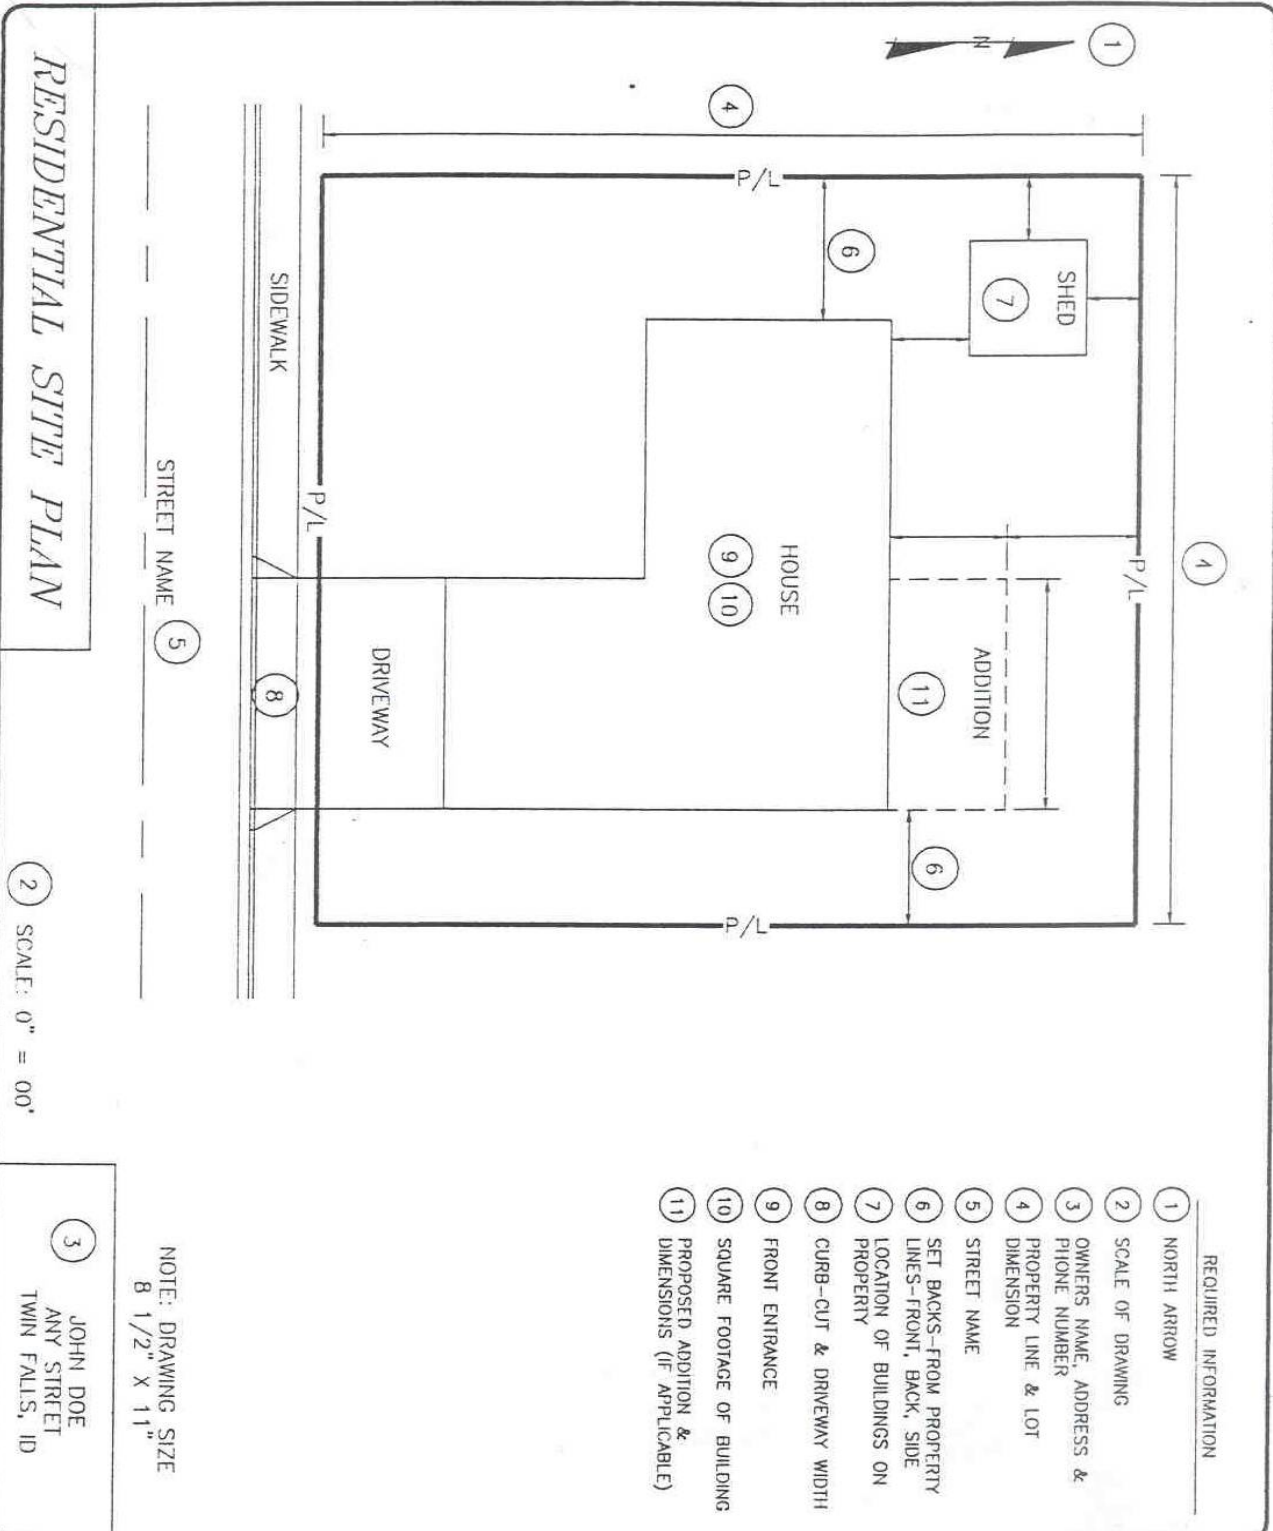 1
N
4
P/L
SHED
7
6
4
P/L
HOUSE
9 10
ADDITION
11
6
P/L
P/L
DRIVEWAY
8
SIDEWALK
STREET NAME 5
RESIDENTIAL SITE PLAN
2 SCALE: 0" = 00'
REQUIRED INFORMATION
1 NORTH ARROW
2 SCALE OF DRAWING
3 OWNERS NAME, ADDRESS &
PHONE NUMBER
4 PROPERTY LINE & LOT
DIMENSION
5 STREET NAME
6 SET BACKS-FROM PROPERTY
LINES-FRONT, BACK, SIDE
7 LOCATION OF BUILDINGS ON
PROPERTY
8 CURB-CUT & DRIVEWAY WIDTH
9 FRONT ENTRANCE
10 SQUARE FOOTAGE OF BUILDING
11 PROPOSED ADDITION &
DIMENSIONS (IF APPLICABLE)
NOTE: DRAWING SIZE
8 1/2" X 11"
3
JOHN DOE
ANY STREET
TWIN FALLS, ID